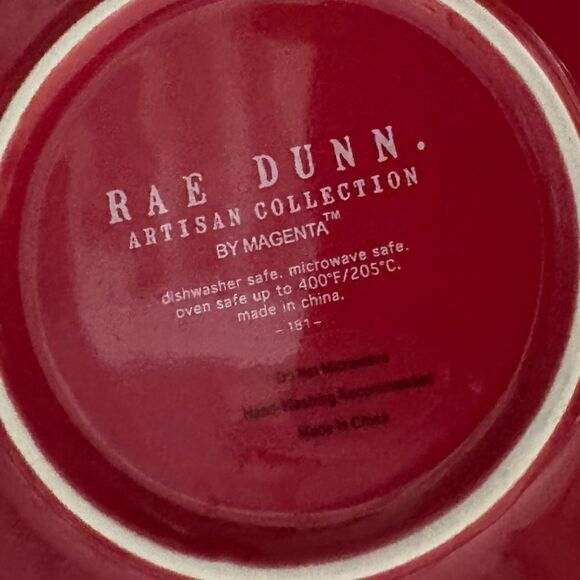 RAE DUNN.
ARTISAN COLLECTION
BY MAGENTA™
dishwasher safe. microwave safe.
oven safe up to 400°F/205°C.
made in china.
– 181 –
Do Not Microwave
Hand-Washing Recommended
Made In China